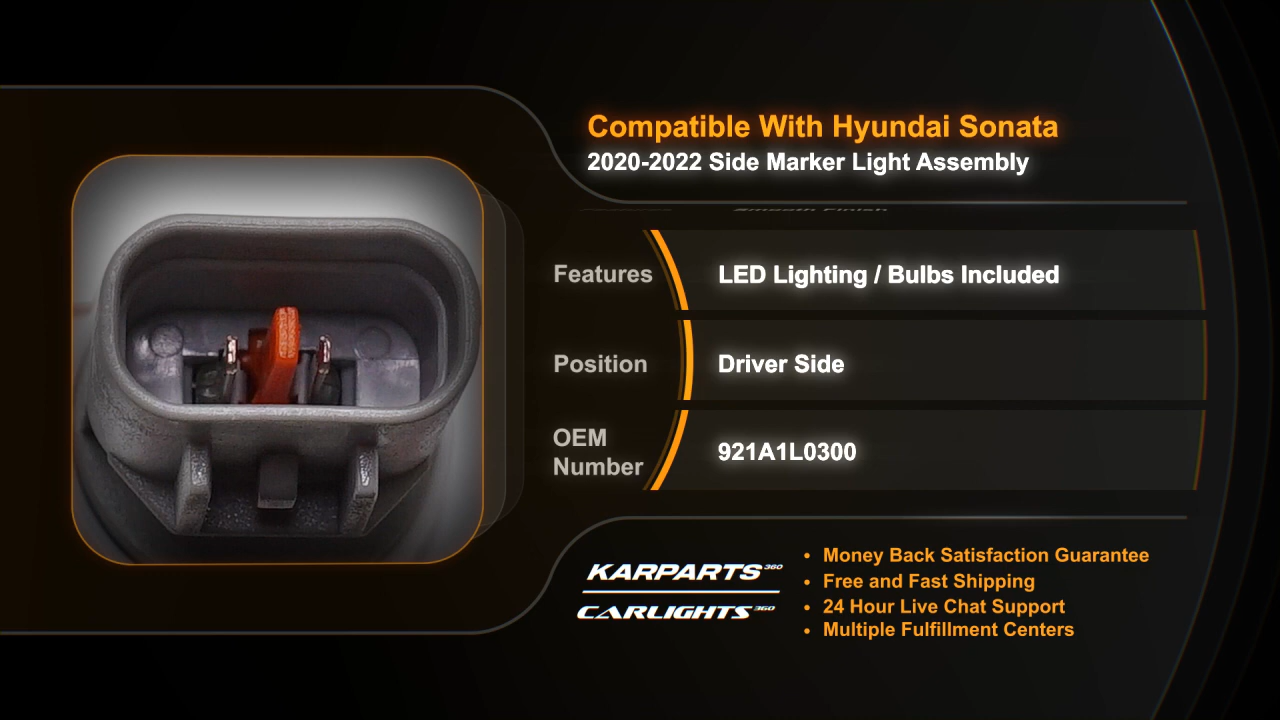 Compatible With Hyundai Sonata
2020-2022 Side Marker Light Assembly
Smooth Finish
Features
LED Lighting / Bulbs Included
Position
Driver Side
OEM
Number
921A1L0300
KARPARTS360
CARLIGHTS360
• Money Back Satisfaction Guarantee
• Free and Fast Shipping
• 24 Hour Live Chat Support
• Multiple Fulfillment Centers